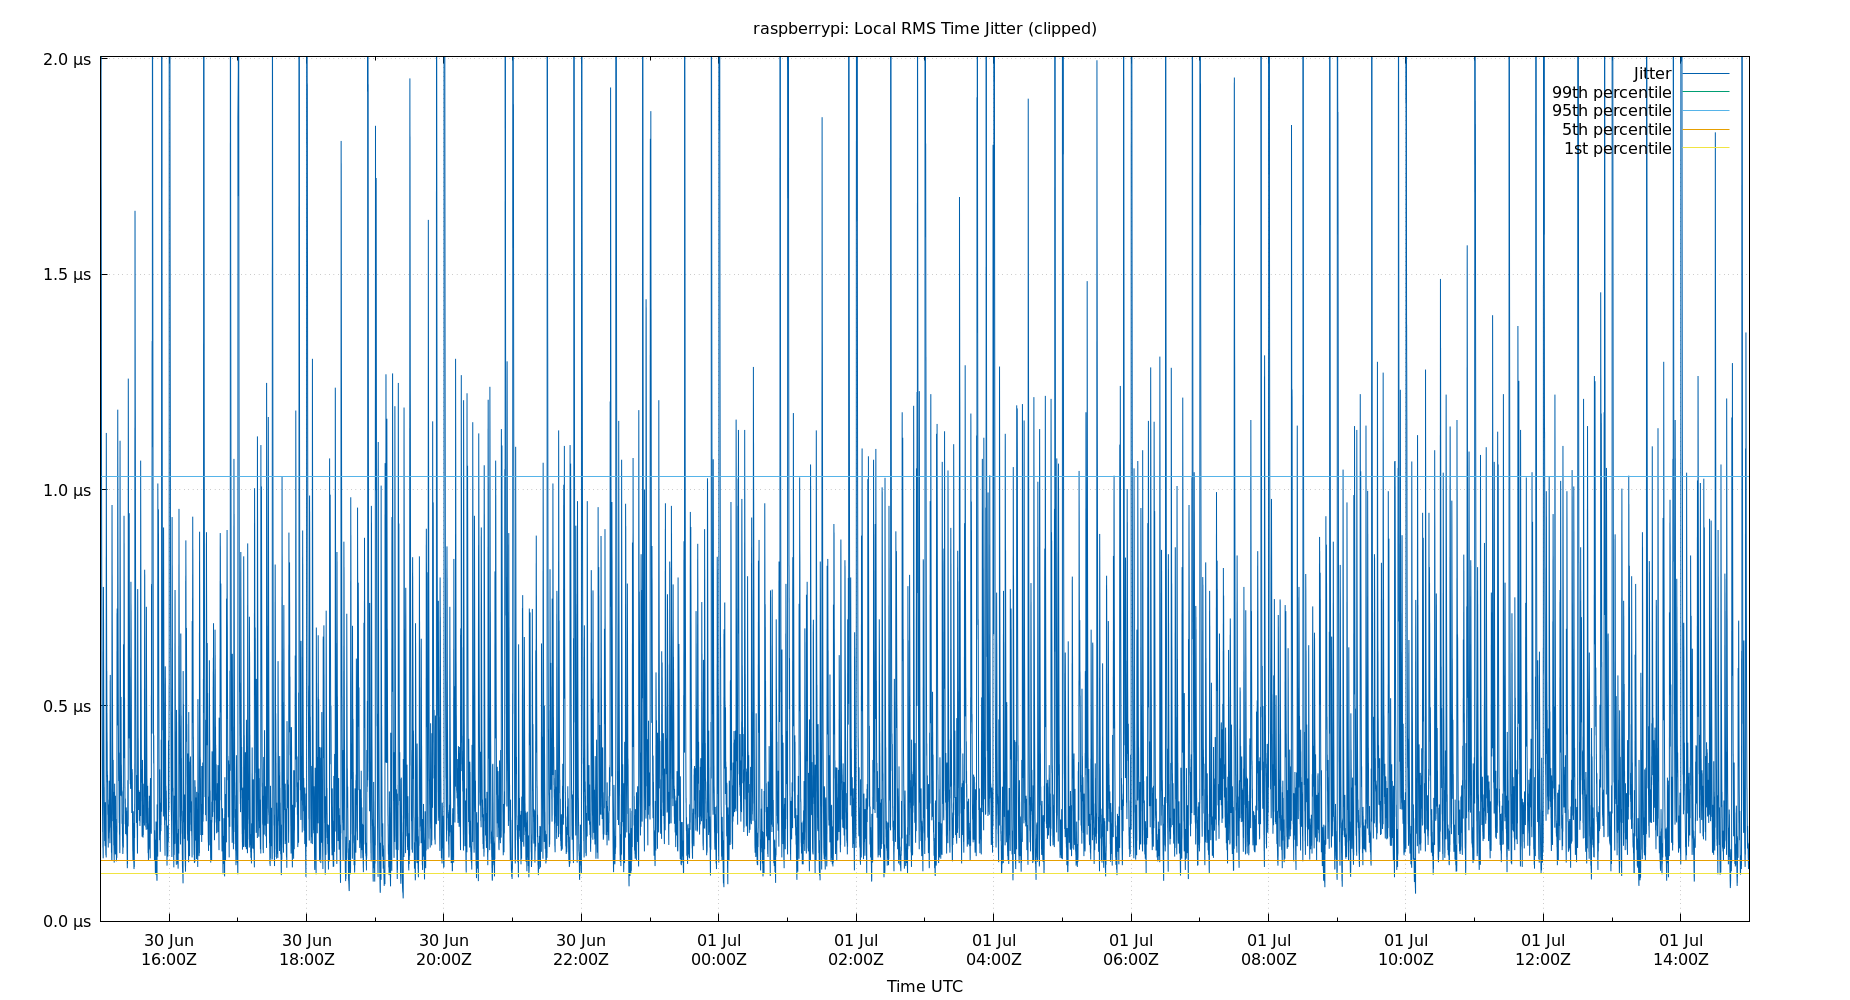 raspberrypi: Local RMS Time Jitter (clipped)
2.0 µs
1.5 µs
1.0 µs
0.5 µs
0.0 µs
Jitter
99th percentile
95th percentile
5th percentile
1st percentile
30 Jun 30 Jun 30 Jun 30 Jun 01 Jul 01 Jul 01 Jul 01 Jul 01 Jul 01 Jul 01 Jul 01 Jul
16:00Z 18:00Z 20:00Z 22:00Z 00:00Z 02:00Z 04:00Z 06:00Z 08:00Z 10:00Z 12:00Z 14:00Z
Time UTC